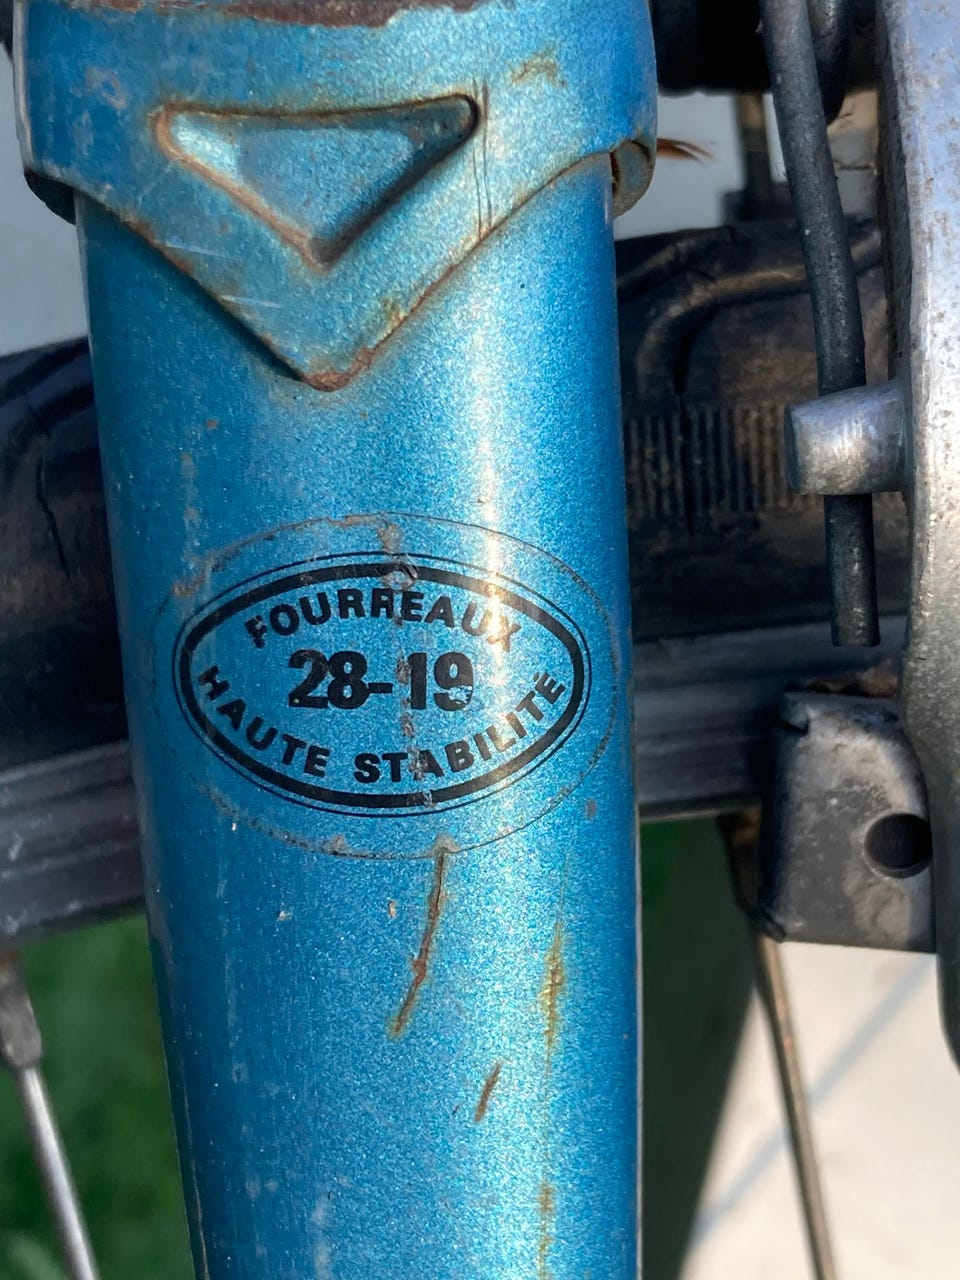 FOURREAUX
28-19
HAUTE STABILITÉ